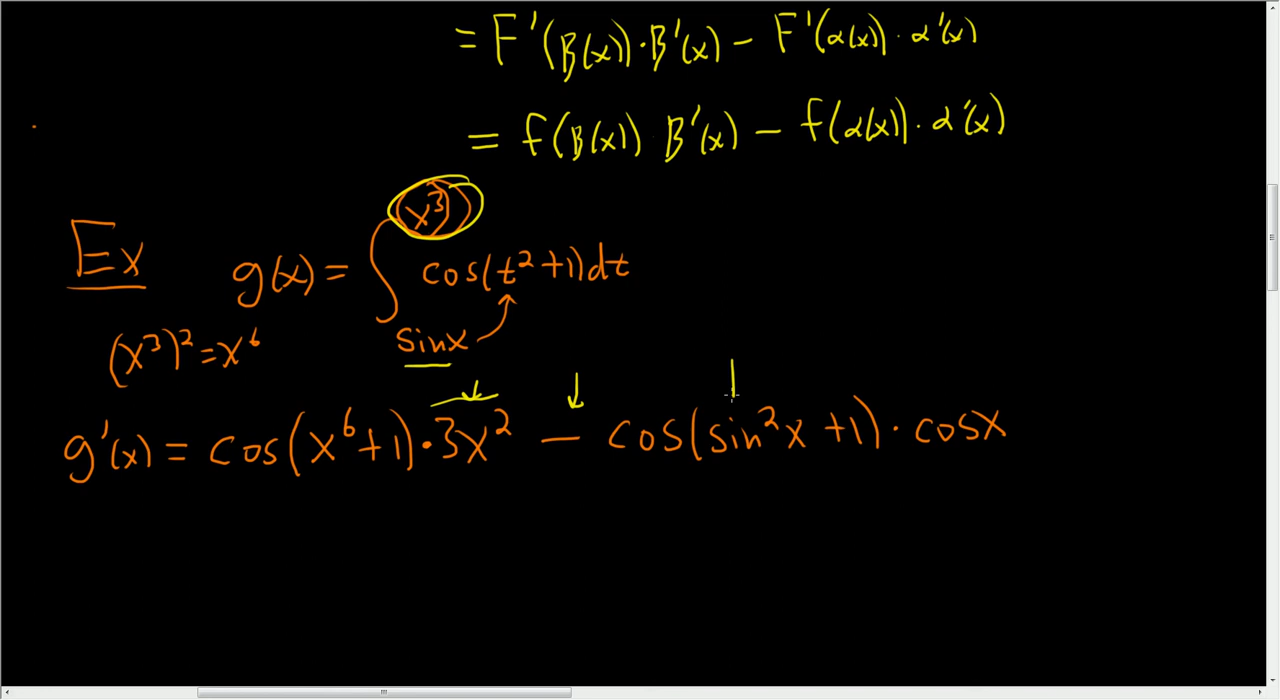 = F'(B(x))·B'(x) − F'(α(x))·α'(x)
= f(B(x)) B'(x) − f(α(x))·α'(x)
x³
Ex g(x) = ∫ cos(t²+1)dt
sinx
(x³)² = x⁶
g'(x) = cos(x⁶+1)·3x² − cos(sin²x +1)·cosx